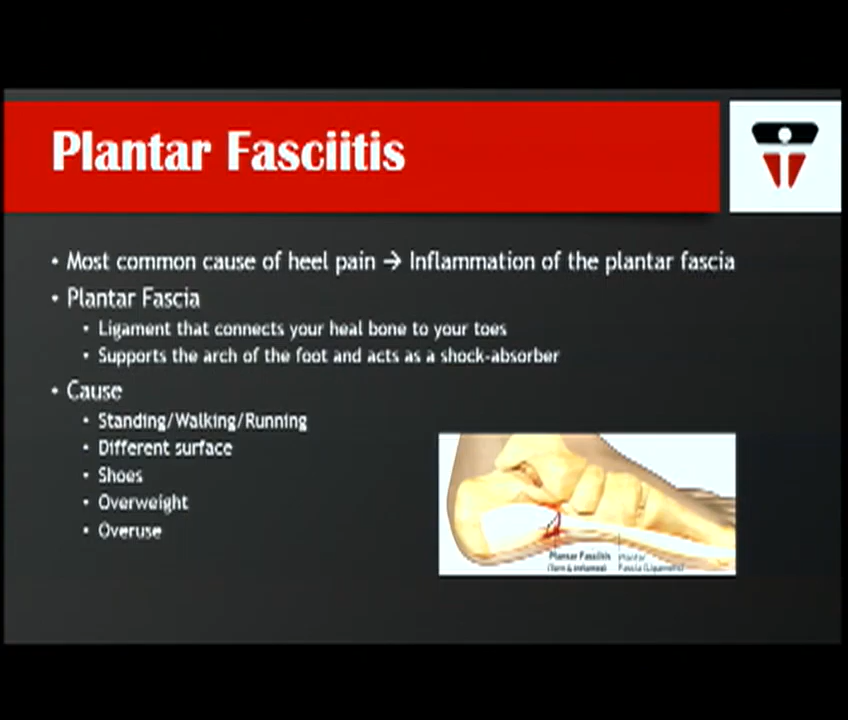 Plantar Fasciitis
• Most common cause of heel pain → Inflammation of the plantar fascia
• Plantar Fascia
• Ligament that connects your heal bone to your toes
• Supports the arch of the foot and acts as a shock-absorber
• Cause
• Standing/Walking/Running
• Different surface
• Shoes
• Overweight
• Overuse
Plantar Fasciitis
(Torn & Inflamed)
Plantar
Fascia (Ligaments)